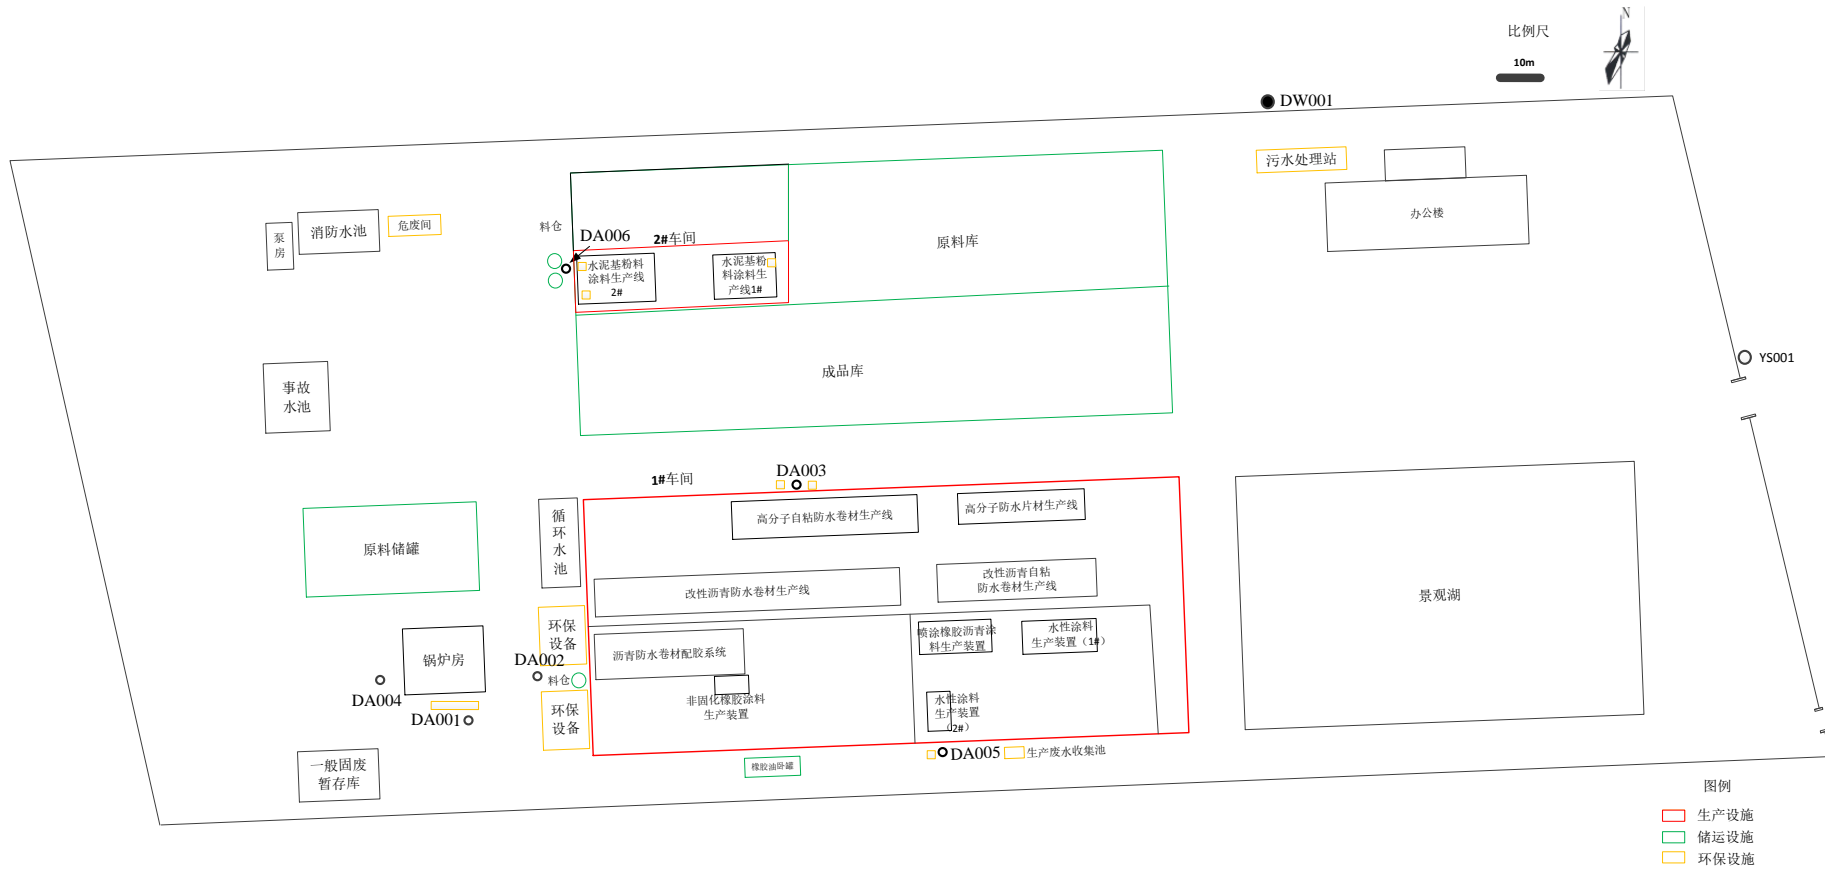 比例尺
10m
N
DW001
污水处理站
办公楼
泵
房
消防水池
危废间
料仓
DA006
2#车间
水泥基粉料
涂料生产线
2#
水泥基粉
料涂料生
产线1#
原料库
成品库
事故
水池
YS001
1#车间
DA003
循
环
水
池
高分子自粘防水卷材生产线
高分子防水片材生产线
原料储罐
改性沥青防水卷材生产线
改性沥青自粘
防水卷材生产线
景观湖
环保
设备
喷涂橡胶沥青涂
料生产装置
水性涂料
生产装置（1#）
锅炉房
DA002
沥青防水卷材配胶系统
料仓
DA004
DA001
非固化橡胶涂料
生产装置
水性涂料
生产装置
（2#）
环保
设备
DA005
生产废水收集池
橡胶油卧罐
一般固废
暂存库
图例
生产设施
储运设施
环保设施